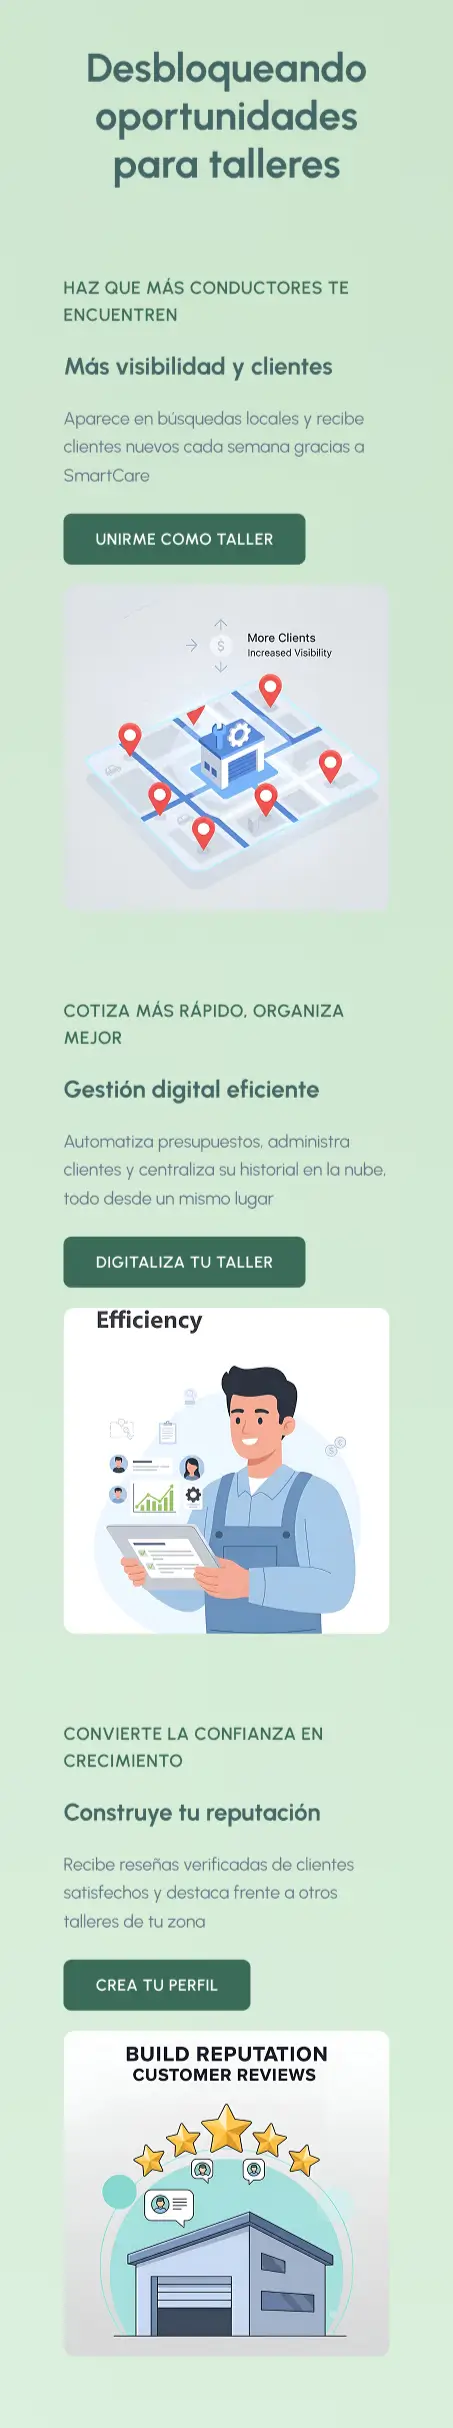 Desbloqueando
oportunidades
para talleres
HAZ QUE MÁS CONDUCTORES TE
ENCUENTREN
Más visibilidad y clientes
Aparece en búsquedas locales y recibe
clientes nuevos cada semana gracias a
SmartCare
UNIRME COMO TALLER
$
More Clients
Increased Visibility
COTIZA MÁS RÁPIDO, ORGANIZA
MEJOR
Gestión digital eficiente
Automatiza presupuestos, administra
clientes y centraliza su historial en la nube,
todo desde un mismo lugar
DIGITALIZA TU TALLER
Efficiency
CONVIERTE LA CONFIANZA EN
CRECIMIENTO
Construye tu reputación
Recibe reseñas verificadas de clientes
satisfechos y destaca frente a otros
talleres de tu zona
CREA TU PERFIL
BUILD REPUTATION
CUSTOMER REVIEWS